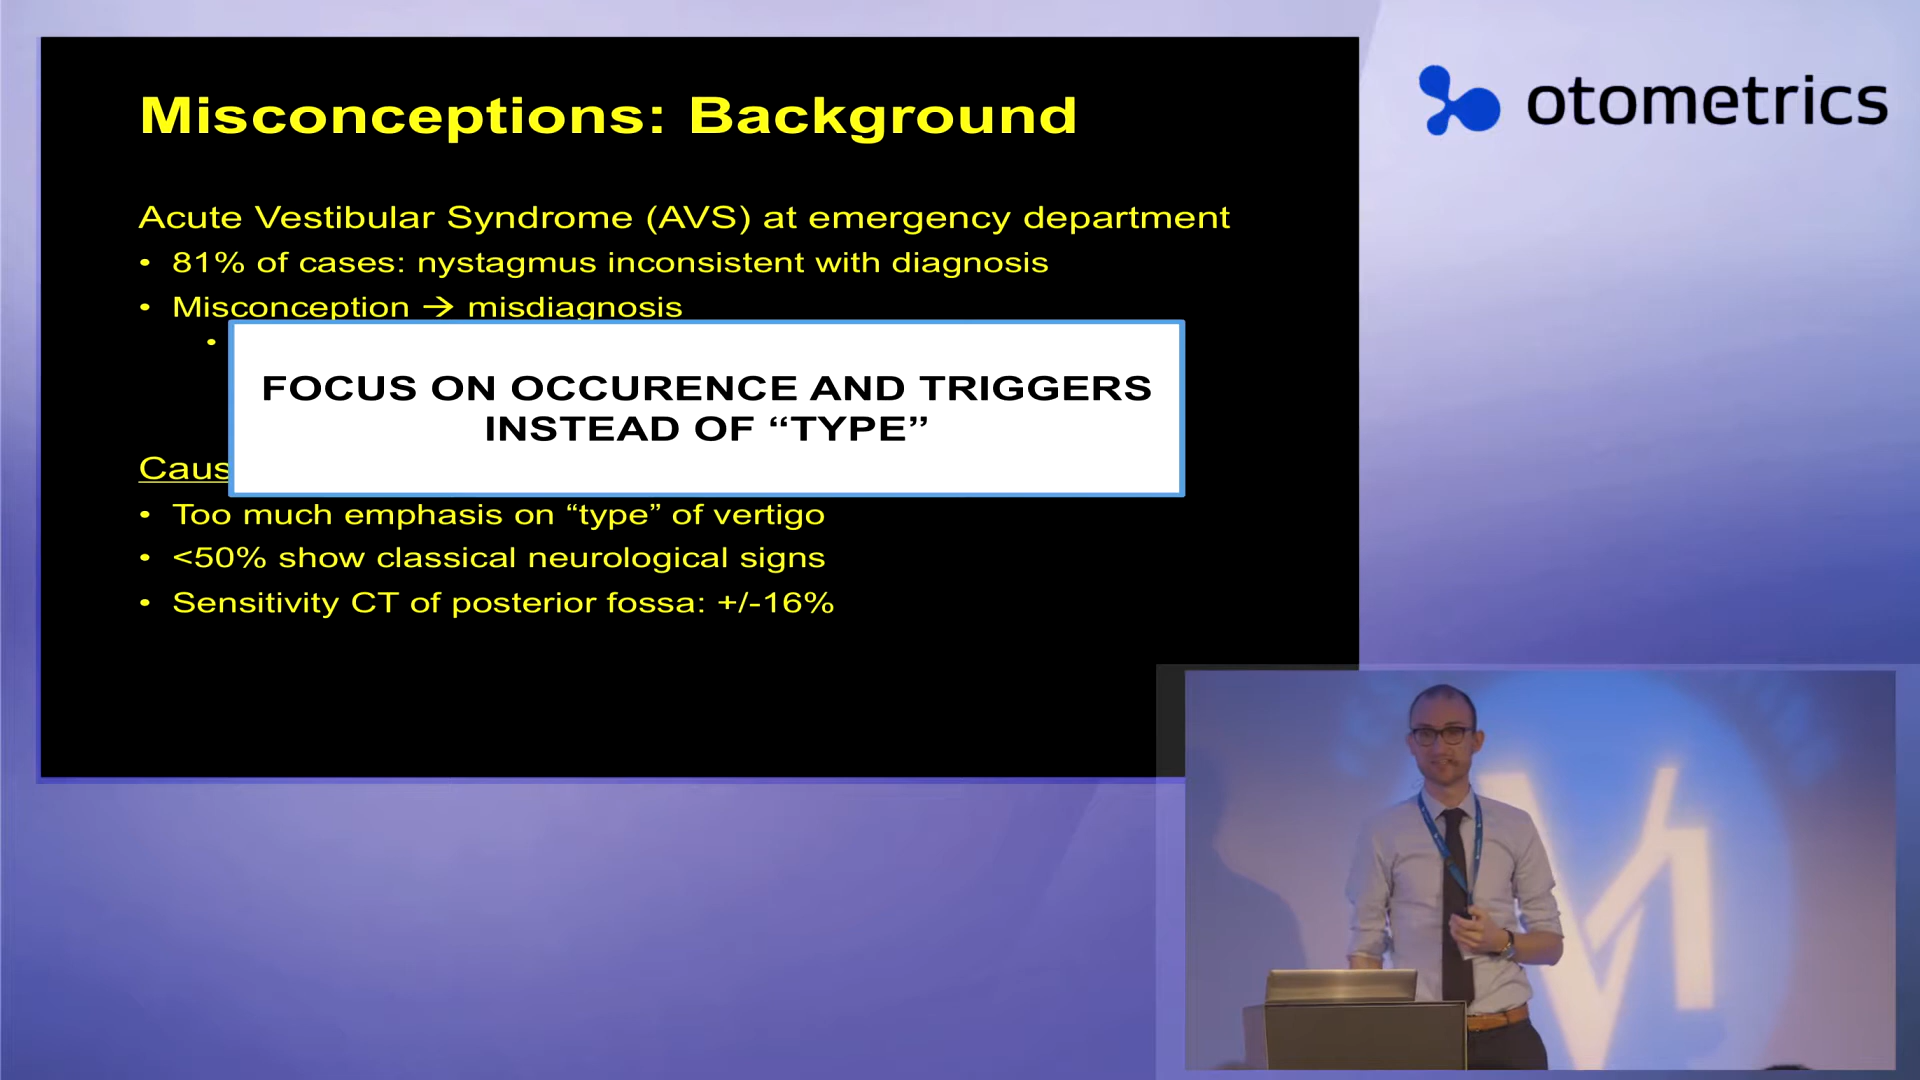 Misconceptions: Background
otometrics
Acute Vestibular Syndrome (AVS) at emergency department
• 81% of cases: nystagmus inconsistent with diagnosis
• Misconception → misdiagnosis
•
FOCUS ON OCCURENCE AND TRIGGERS
INSTEAD OF “TYPE”
Caus
• Too much emphasis on “type” of vertigo
• <50% show classical neurological signs
• Sensitivity CT of posterior fossa: +/-16%